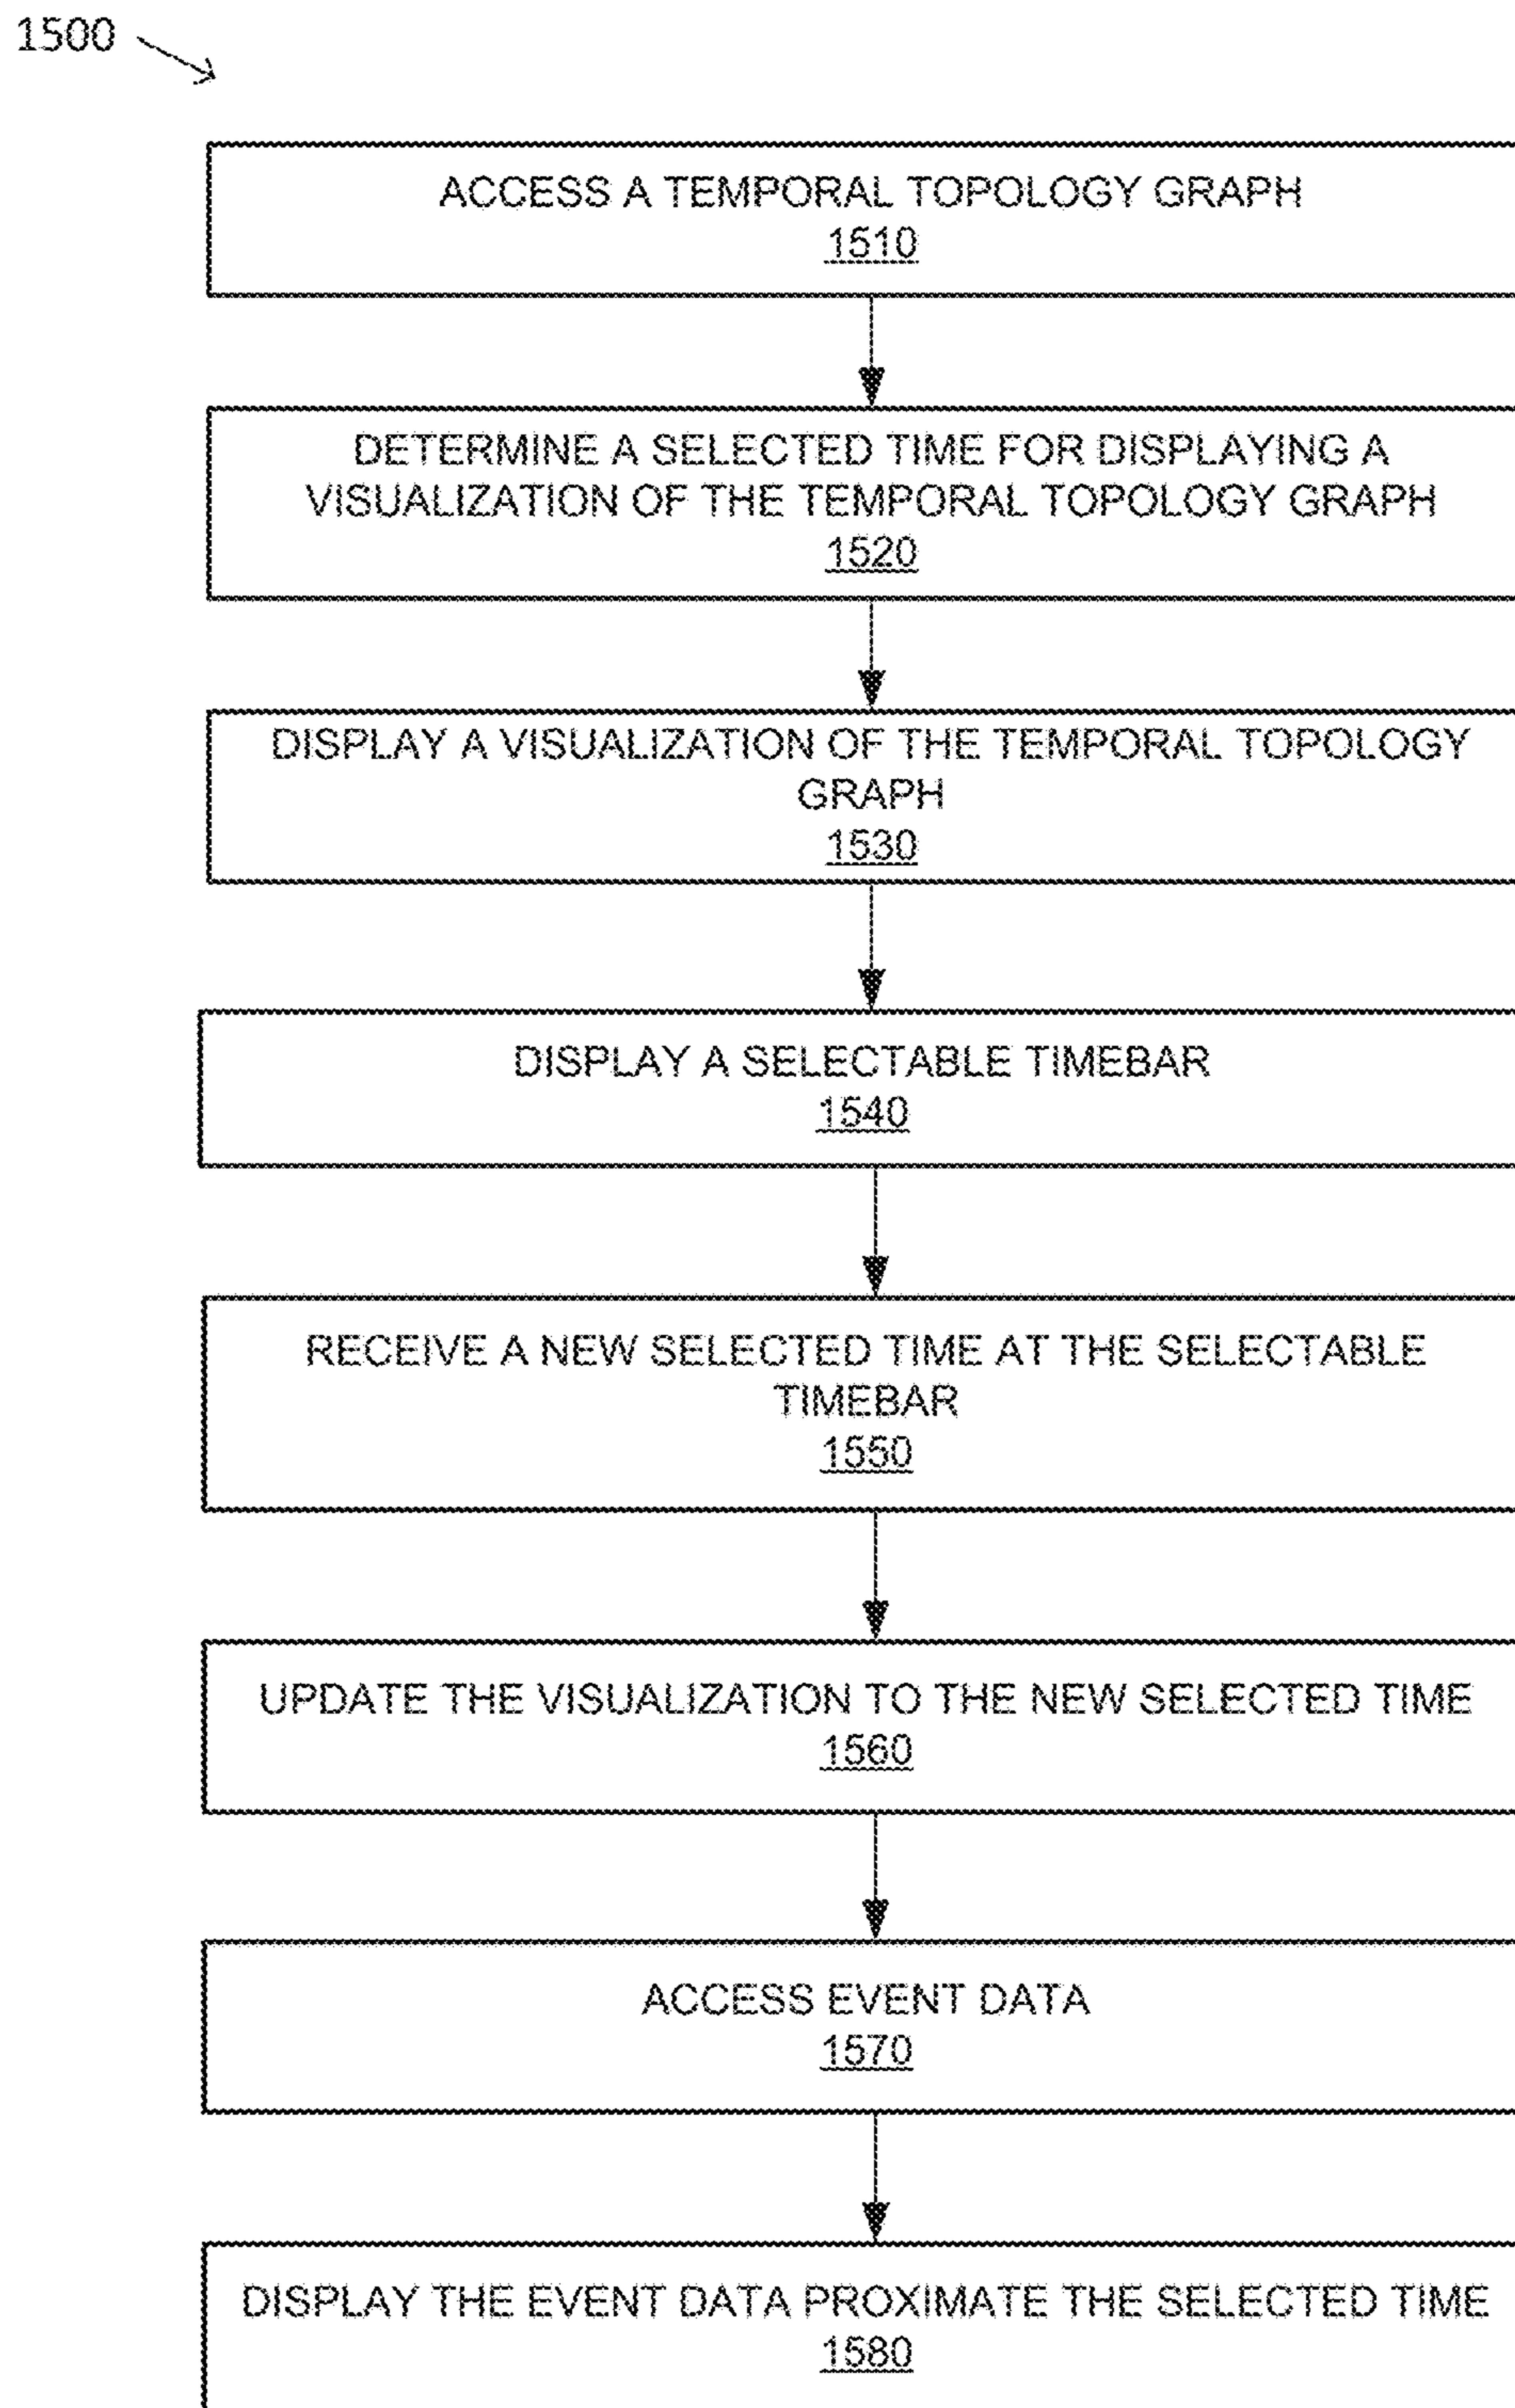 1500
ACCESS A TEMPORAL TOPOLOGY GRAPH
1510
DETERMINE A SELECTED TIME FOR DISPLAYING A
VISUALIZATION OF THE TEMPORAL TOPOLOGY GRAPH
1520
DISPLAY A VISUALIZATION OF THE TEMPORAL TOPOLOGY
GRAPH
1530
DISPLAY A SELECTABLE TIMEBAR
1540
RECEIVE A NEW SELECTED TIME AT THE SELECTABLE
TIMEBAR
1550
UPDATE THE VISUALIZATION TO THE NEW SELECTED TIME
1560
ACCESS EVENT DATA
1570
DISPLAY THE EVENT DATA PROXIMATE THE SELECTED TIME
1580